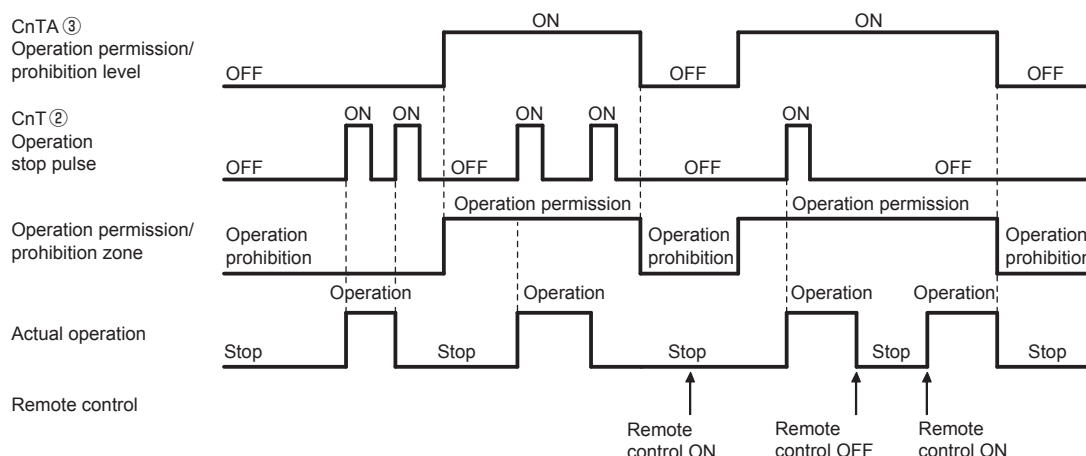 CnTA ③
Operation permission/
prohibition level
OFF
ON
OFF
ON
OFF
CnT ②
Operation
stop pulse
OFF
ON
ON
OFF
ON
ON
OFF
ON
OFF
Operation permission/
prohibition zone
Operation
prohibition
Operation permission
Operation
prohibition
Operation permission
Operation
prohibition
Actual operation
Stop
Operation
Stop
Operation
Stop
Operation
Stop
Operation
Stop
Remote control
Remote
control ON
Remote
control OFF
Remote
control ON